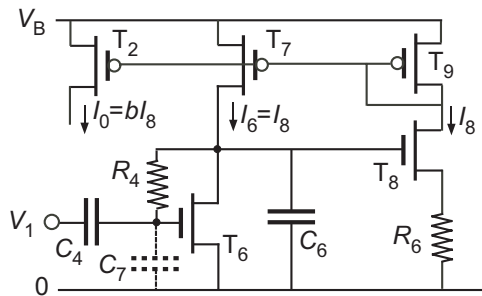 V_B
T_2
T_7
T_9
I_0=bI_8
I_6=I_8
I_8
R_4
T_8
V_1
C_4
C_7
T_6
C_6
R_6
0